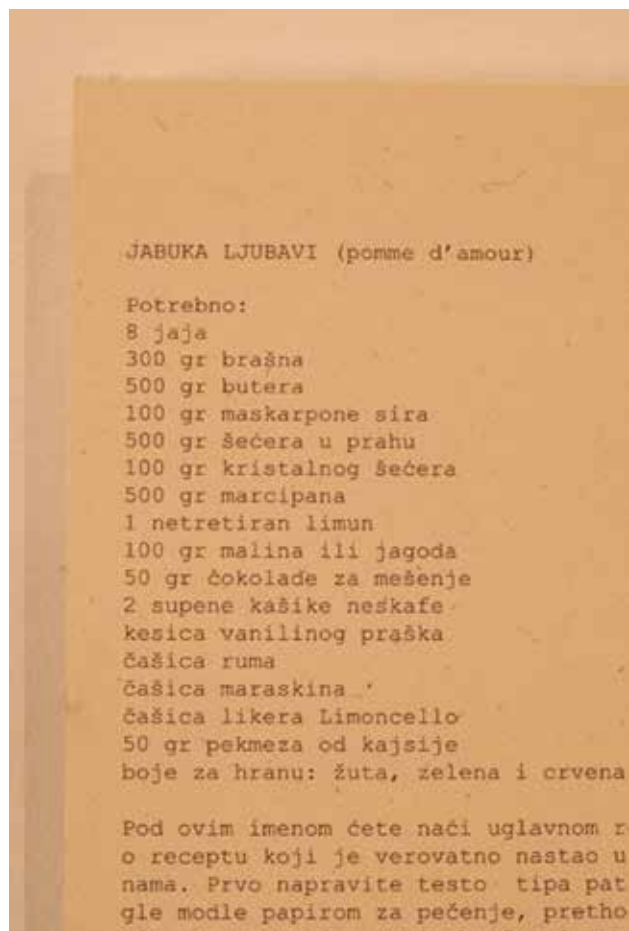 JABUKA LJUBAVI (pomme d'amour)
Potrebno:
8 jaja
300 gr brašna
500 gr butera
100 gr maskarpone sira
500 gr šećera u prahu
100 gr kristalnog šećera
500 gr marcipana
1 netretiran limun
100 gr malina ili jagoda
50 gr čokolade za mešenje
2 supene kašike neskafe
kesica vanilinog praška
čašica ruma
čašica maraskina
čašica likera Limoncello
50 gr pekmeza od kajsije
boje za hranu: žuta, zelena i crvena
Pod ovim imenom ćete naći uglavnom r
o receptu koji je verovatno nastao u
nama. Prvo napravite testo tipa pat
gle modle papirom za pečenje, pretho